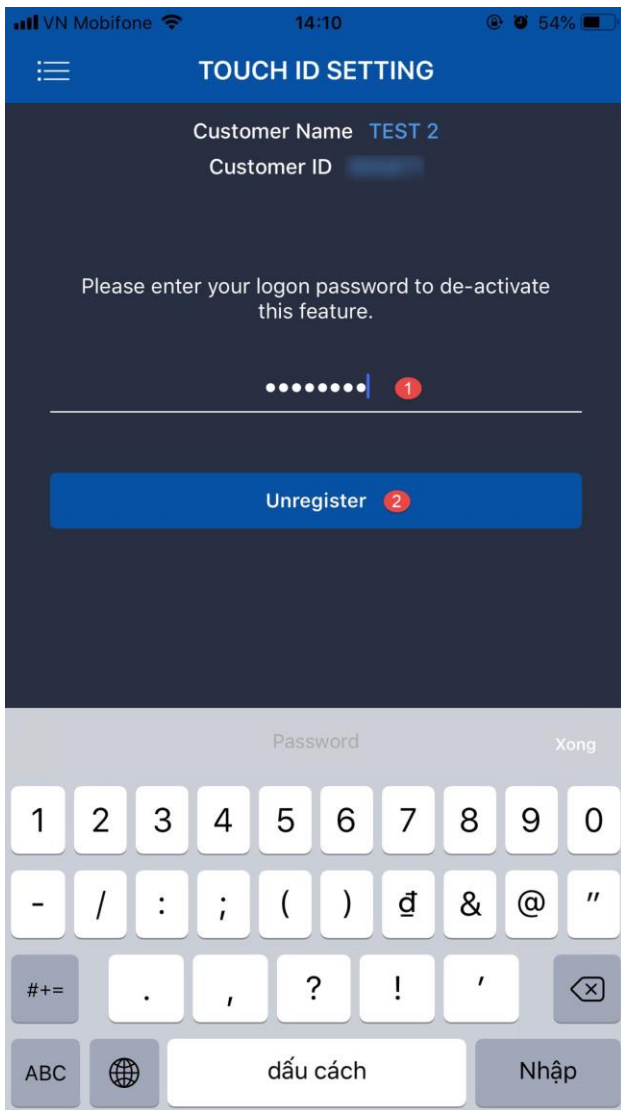 VN Mobifone 14:10 54%
TOUCH ID SETTING
Customer Name TEST 2
Customer ID
Please enter your logon password to de-activate
this feature.
•••••••• 1
Unregister 2
Password Xong
1 2 3 4 5 6 7 8 9 0
- / : ; ( ) ₫ & @ "
#+= . , ? ! '
ABC dấu cách Nhập